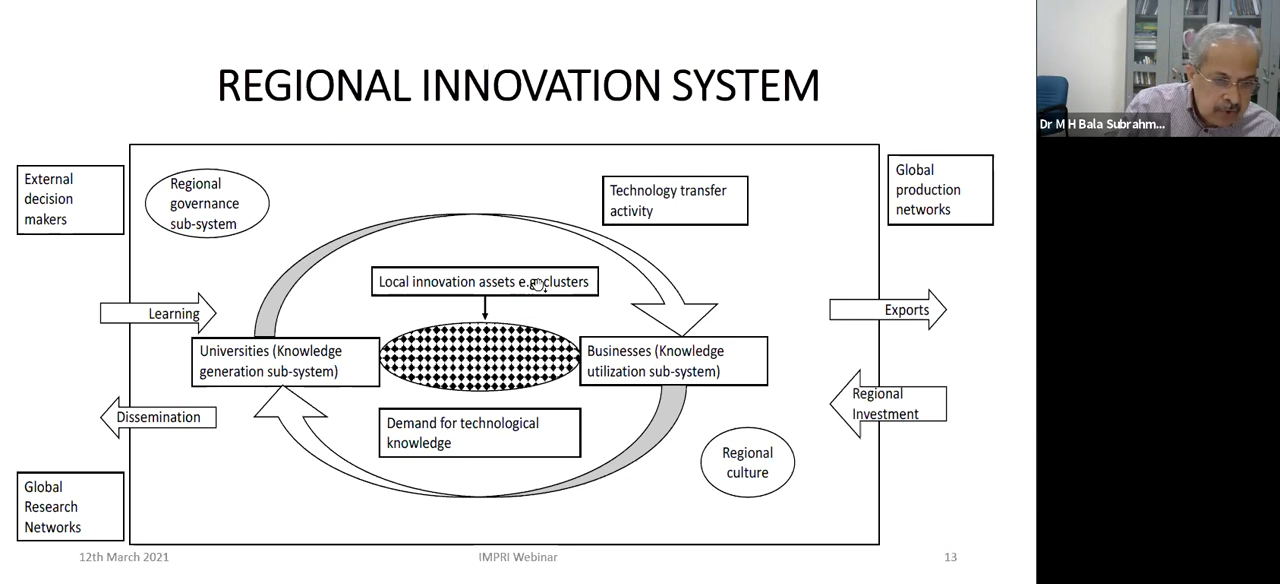 REGIONAL INNOVATION SYSTEM
Dr M H Bala Subrahm...
External
decision
makers
Regional
governance
sub-system
Technology transfer
activity
Global
production
networks
Local innovation assets e.g. clusters
Learning
Exports
Universities (Knowledge
generation sub-system)
Businesses (Knowledge
utilization sub-system)
Dissemination
Regional
Investment
Demand for technological
knowledge
Regional
culture
Global
Research
Networks
12th March 2021
IMPRI Webinar
13